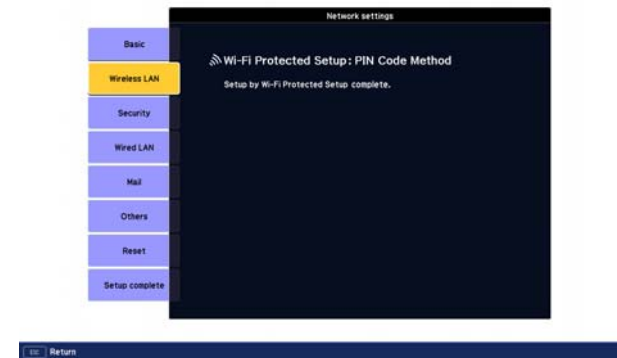 Network settings
Basic
Wireless LAN
Security
Wired LAN
Mail
Others
Reset
Setup complete
Wi-Fi Protected Setup: PIN Code Method
Setup by Wi-Fi Protected Setup complete.
Esc Return